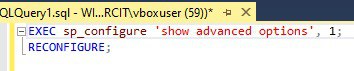 QLQuery1.sql - WI...RCIT\vboxuser (59))*
EXEC sp_configure 'show advanced options', 1;
RECONFIGURE;